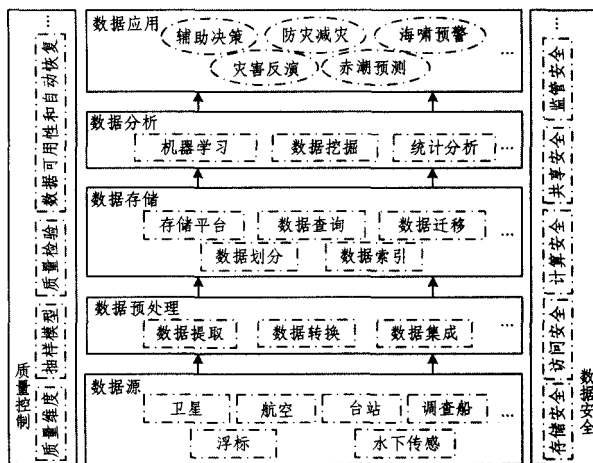 数据应用
辅助决策 防灾减灾 海啸预警
灾害反演 赤潮预测 …
数据分析
机器学习 数据挖掘 统计分析 …
数据存储
存储平台 数据查询 数据迁移 …
数据划分 数据索引
数据预处理
数据提取 数据转换 数据集成 …
数据源
卫星 航空 台站 调查船 …
浮标 水下传感
质量控制
质量维度 抽样模型 质量检验 数据可用性和自动恢复 …
数据安全
存储安全 访问安全 计算安全 共享安全 监管安全 …